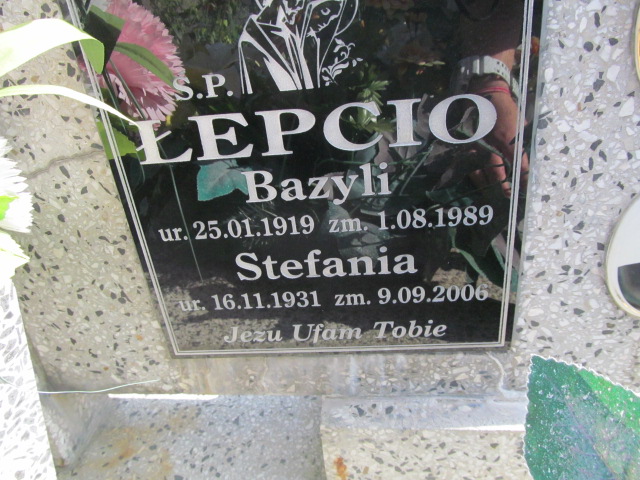 Ś.P.
ŁEPCIO
Bazyli
ur. 25.01.1919 zm. 1.08.1989
Stefania
ur. 16.11.1931 zm. 9.09.2006
Jezu Ufam Tobie